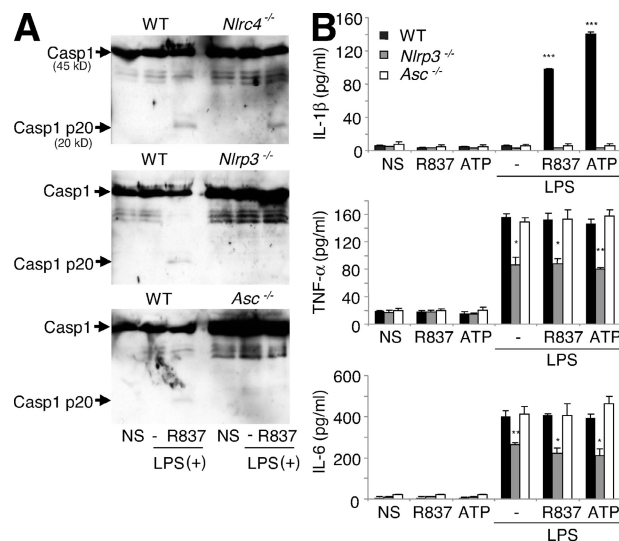 A
WT Nlrc4 -/-
Casp1
(45 kD)
Casp1 p20
(20 kD)
WT Nlrp3 -/-
Casp1
Casp1 p20
WT Asc -/-
Casp1
Casp1 p20
NS - R837 NS - R837
LPS(+) LPS(+)
B
IL-1β (pg/ml)
160
120
80
40
0
WT
Nlrp3 -/-
Asc -/-
***
***
NS R837 ATP - R837 ATP
LPS
TNF-α (pg/ml)
160
120
80
40
0
* * **
NS R837 ATP - R837 ATP
LPS
IL-6 (pg/ml)
600
400
200
0
** * *
NS R837 ATP - R837 ATP
LPS